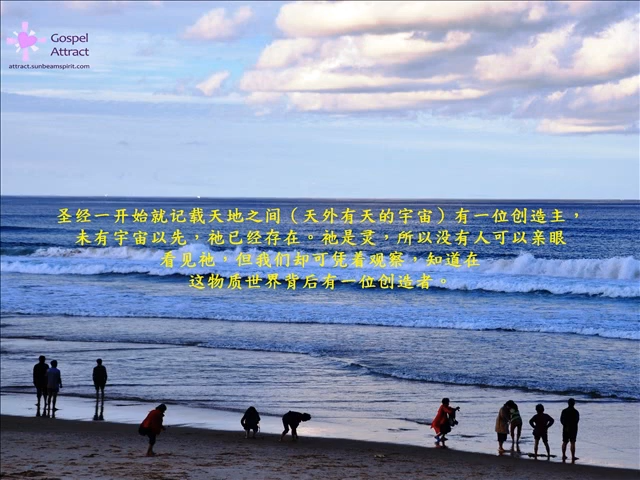 Gospel
Attract
attract.sunbeamspirit.com
圣经一开始就记载天地之间（天外有天的宇宙）有一位创造主，
未有宇宙以先，祂已经存在。祂是灵，所以没有人可以亲眼
看见祂，但我们却可凭着观察，知道在
这物质世界背后有一位创造者。